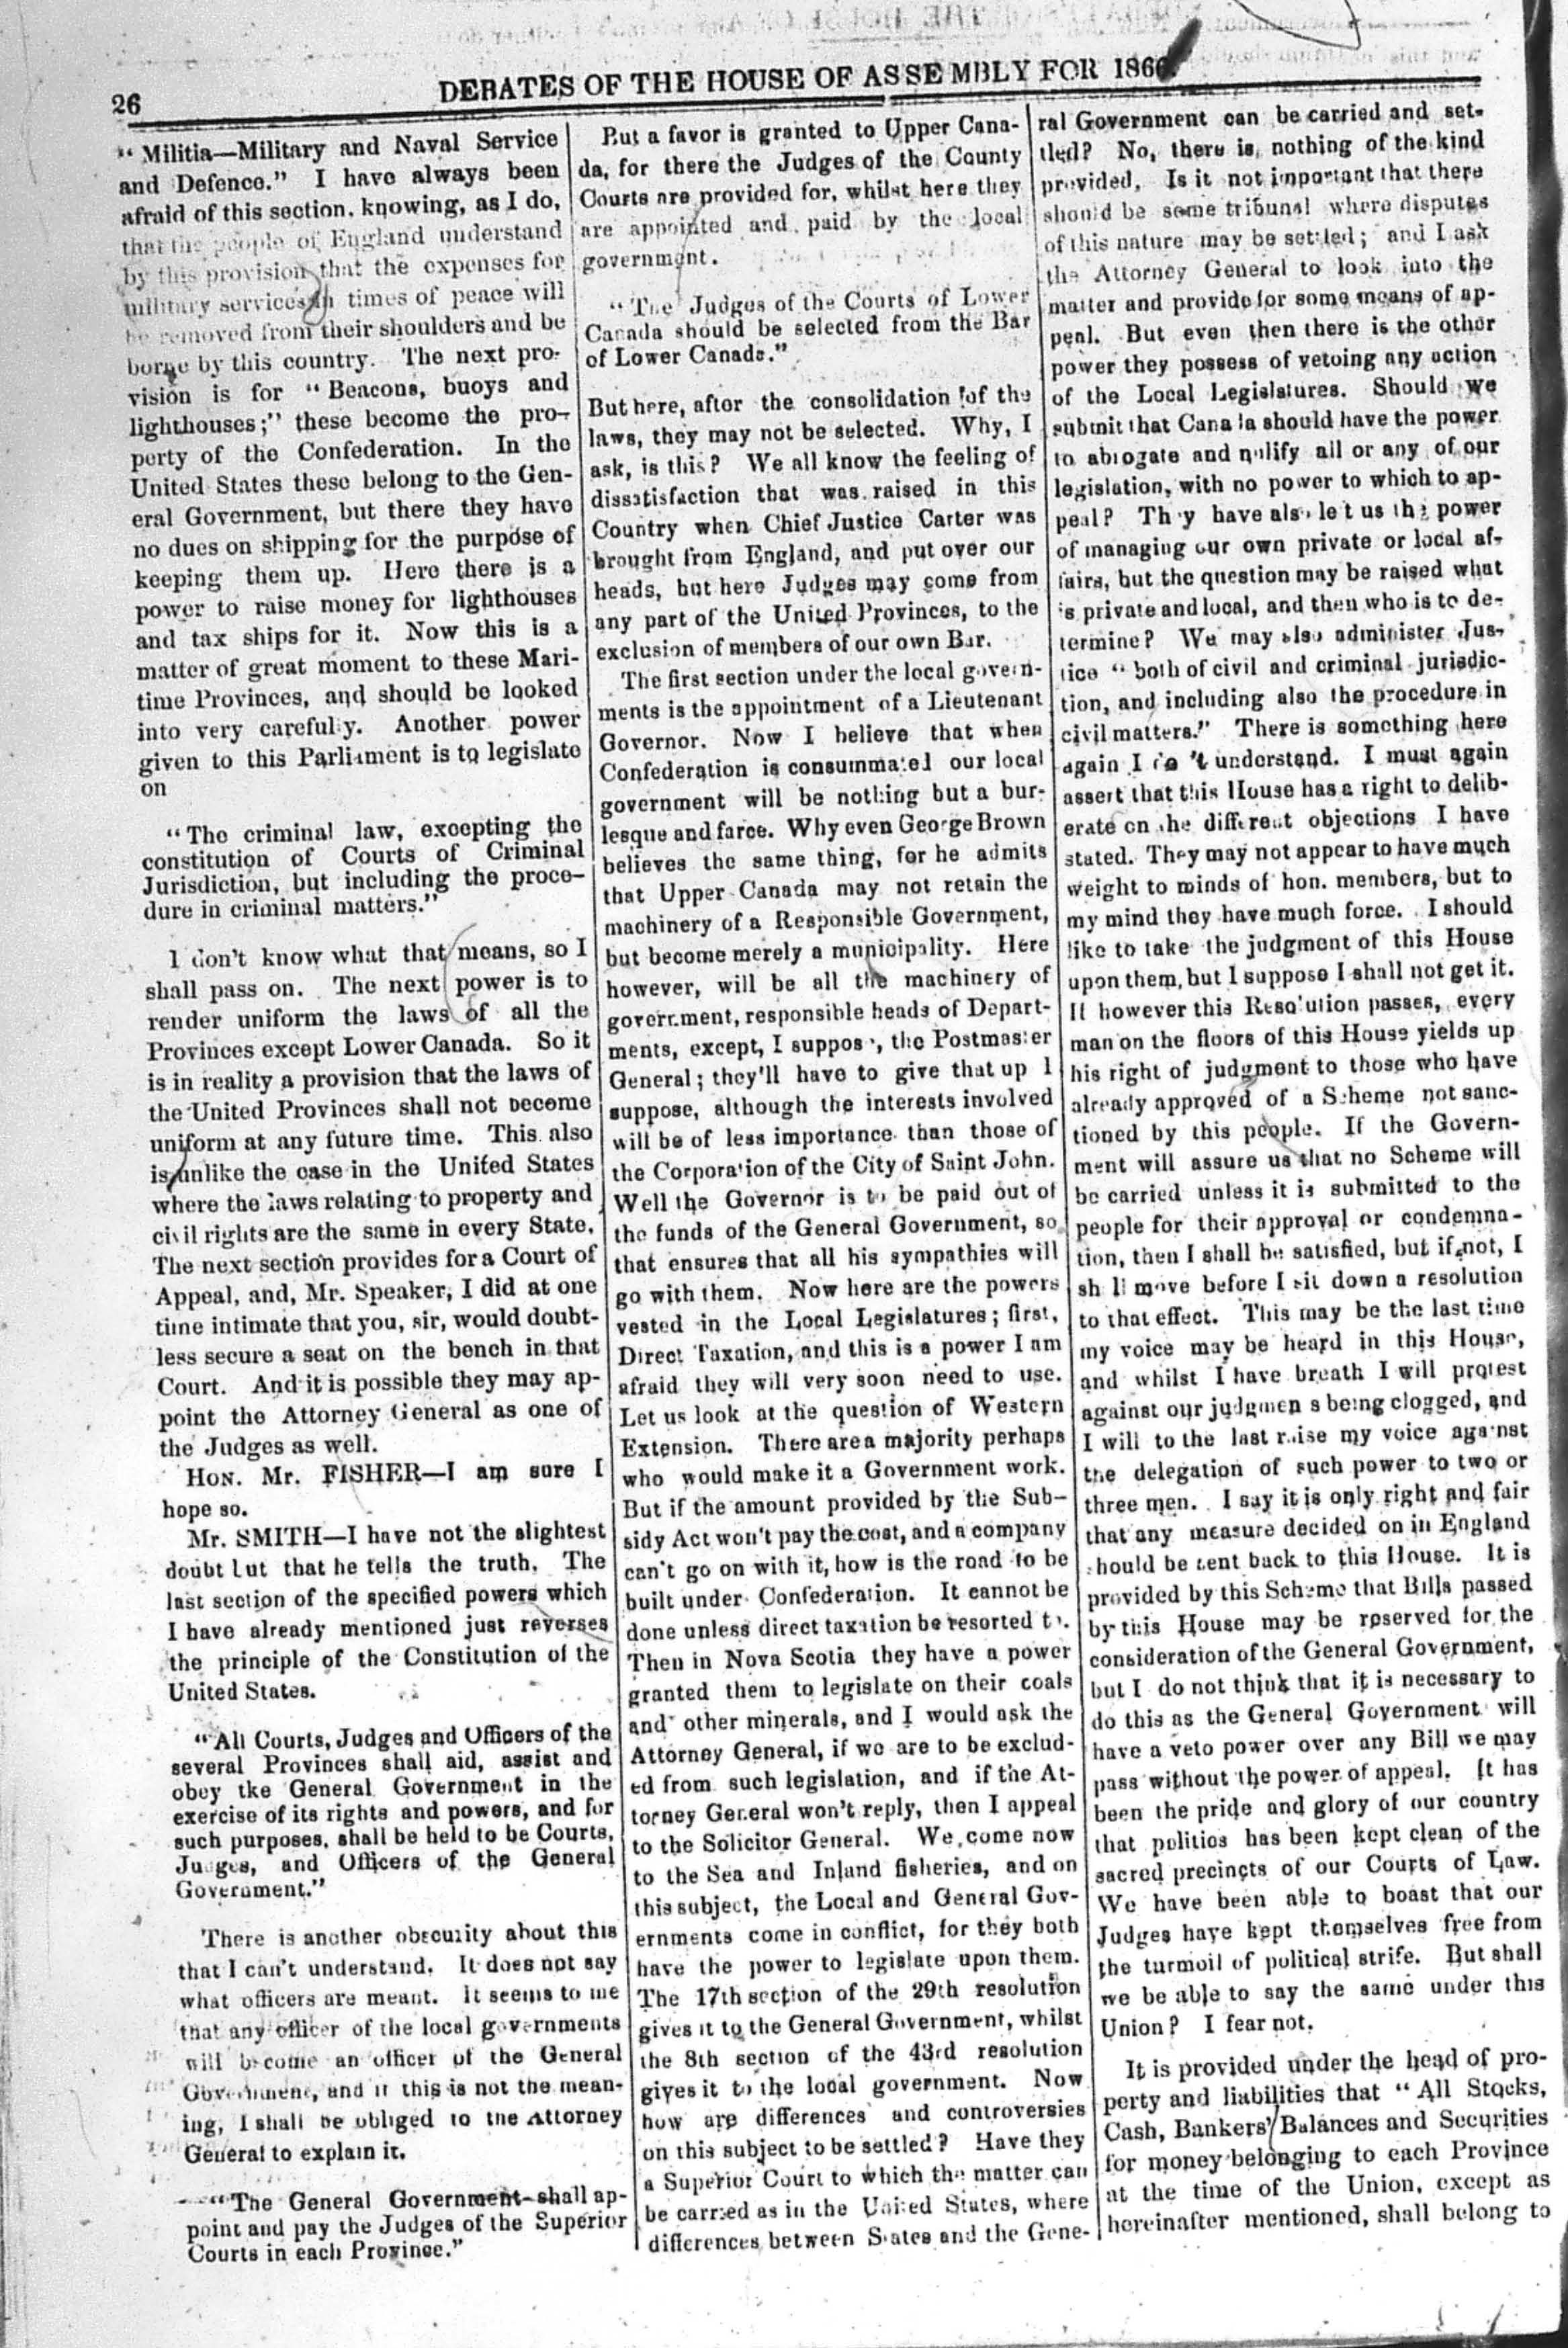 26
DEBATES OF THE HOUSE OF ASSEMBLY FOR 1866.
"Militia—Military and Naval Service
and Defence." I have always been
afraid of this section, knowing, as I do,
that the people of England understand
by this provision that the expenses for
military services in times of peace will
be removed from their shoulders and be
borne by this country. The next pro-
vision is for "Beacons, buoys and
lighthouses;" these become the pro-
perty of the Confederation. In the
United States these belong to the Gen-
eral Government, but there they have
no dues on shipping for the purpose of
keeping them up. Here there is a
power to raise money for lighthouses
and tax ships for it. Now this is a
matter of great moment to these Mari-
time Provinces, and should be looked
into very carefully. Another power
given to this Parliament is to legislate
on
"The criminal law, excepting the
constitution of Courts of Criminal
Jurisdiction, but including the proce-
dure in criminal matters."
I don't know what that means, so I
shall pass on. The next power is to
render uniform the laws of all the
Provinces except Lower Canada. So it
is in reality a provision that the laws of
the United Provinces shall not become
uniform at any future time. This also
is unlike the case in the United States
where the laws relating to property and
civil rights are the same in every State.
The next section provides for a Court of
Appeal, and, Mr. Speaker, I did at one
time intimate that you, sir, would doubt-
less secure a seat on the bench in that
Court. And it is possible they may ap-
point the Attorney General as one of
the Judges as well.
HON. Mr. FISHER—I am sure I
hope so.
Mr. SMITH—I have not the slightest
doubt but that he tells the truth. The
last section of the specified powers which
I have already mentioned just reverses
the principle of the Constitution of the
United States.
"All Courts, Judges and Officers of the
several Provinces shall aid, assist and
obey tke General Government in the
exercise of its rights and powers, and for
such purposes, shall be held to be Courts,
Judges, and Officers of the General
Government."
There is another obscurity about this
that I can't understand. It does not say
what officers are meant. It seems to me
that any officer of the local governments
will become an officer of the General
Government, and if this is not the mean-
ing, I shall be obliged to the Attorney
General to explain it.
"The General Government shall ap-
point and pay the Judges of the Superior
Courts in each Province."
But a favor is granted to Upper Cana-
da, for there the Judges of the County
Courts are provided for, whilst here they
are appointed and paid by the local
government.
"The Judges of the Courts of Lower
Canada should be selected from the Bar
of Lower Canada."
But here, after the consolidation of the
laws, they may not be selected. Why, I
ask, is this? We all know the feeling of
dissatisfaction that was raised in this
Country when Chief Justice Carter was
brought from England, and put over our
heads, but here Judges may come from
any part of the United Provinces, to the
exclusion of members of our own Bar.
The first section under the local govern-
ments is the appointment of a Lieutenant
Governor. Now I believe that when
Confederation is consummated our local
government will be nothing but a bur-
lesque and farce. Why even George Brown
believes the same thing, for he admits
that Upper Canada may not retain the
machinery of a Responsible Government,
but become merely a municipality. Here
however, will be all the machinery of
government, responsible heads of Depart-
ments, except, I suppose, the Postmaster
General; they'll have to give that up I
suppose, although the interests involved
will be of less importance than those of
the Corporation of the City of Saint John.
Well the Governor is to be paid out of
the funds of the General Government, so
that ensures that all his sympathies will
go with them. Now here are the powers
vested in the Local Legislatures; first,
Direct Taxation, and this is a power I am
afraid they will very soon need to use.
Let us look at the question of Western
Extension. There are a majority perhaps
who would make it a Government work.
But if the amount provided by the Sub-
sidy Act won't pay the cost, and a company
can't go on with it, how is the road to be
built under Confederation. It cannot be
done unless direct taxation be resorted to.
Then in Nova Scotia they have a power
granted them to legislate on their coals
and other minerals, and I would ask the
Attorney General, if we are to be exclud-
ed from such legislation, and if the At-
torney General won't reply, then I appeal
to the Solicitor General. We come now
to the Sea and Inland fisheries, and on
this subject, the Local and General Gov-
ernments come in conflict, for they both
have the power to legislate upon them.
The 17th section of the 29th resolution
gives it to the General Government, whilst
the 8th section of the 43rd resolution
gives it to the local government. Now
how are differences and controversies
on this subject to be settled? Have they
a Superior Court to which the matter can
be carried as in the United States, where
differences between States and the Gene-
ral Government can be carried and set-
tled? No, there is nothing of the kind
provided. Is it not important that there
should be some tribunal where disputes
of this nature may be settled; and I ask
the Attorney General to look into the
matter and provide for some means of ap-
peal. But even then there is the other
power they possess of vetoing any action
of the Local Legislatures. Should we
submit that Canada should have the power
to abrogate and nullify all or any of our
legislation, with no power to which to ap-
peal? They have also let us the power
of managing our own private or local af-
fairs, but the question may be raised what
is private and local, and then who is to de-
termine? We may also administer Jus-
tice "both of civil and criminal jurisdic-
tion, and including also the procedure in
civil matters." There is something here
again I do 't understand. I must again
assert that this House has a right to delib-
erate on the different objections I have
stated. They may not appear to have much
weight to minds of hon. members, but to
my mind they have much force. I should
like to take the judgment of this House
upon them, but I suppose I shall not get it.
If however this Resolution passes, every
man on the floors of this House yields up
his right of judgment to those who have
already approved of a Scheme not sanc-
tioned by this people. If the Govern-
ment will assure us that no Scheme will
be carried unless it is submitted to the
people for their approval or condemna-
tion, then I shall be satisfied, but if not, I
shall move before I sit down a resolution
to that effect. This may be the last time
my voice may be heard in this House,
and whilst I have breath I will protest
against our judgmen s being clogged, and
I will to the last raise my voice against
the delegation of such power to two or
three men. I say it is only right and fair
that any measure decided on in England
should be sent back to this House. It is
provided by this Scheme that Bills passed
by this House may be reserved for the
consideration of the General Government,
but I do not think that it is necessary to
do this as the General Government will
have a veto power over any Bill we may
pass without the power of appeal. It has
been the pride and glory of our country
that politics has been kept clean of the
sacred precincts of our Courts of Law.
We have been able to boast that our
Judges have kept themselves free from
the turmoil of political strife. But shall
we be able to say the same under this
Union? I fear not.
It is provided under the head of pro-
perty and liabilities that "All Stocks,
Cash, Bankers' Balances and Securities
for money belonging to each Province
at the time of the Union, except as
hereinafter mentioned, shall belong to